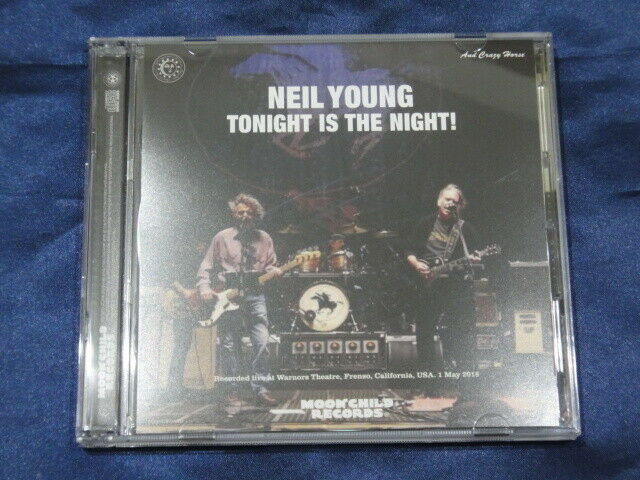 And Crazy Horse
NEIL YOUNG
TONIGHT IS THE NIGHT!
Recorded live at Warnors Theatre, Frenso, California, USA. 1 May 2018
MOONCHILD
RECORDS